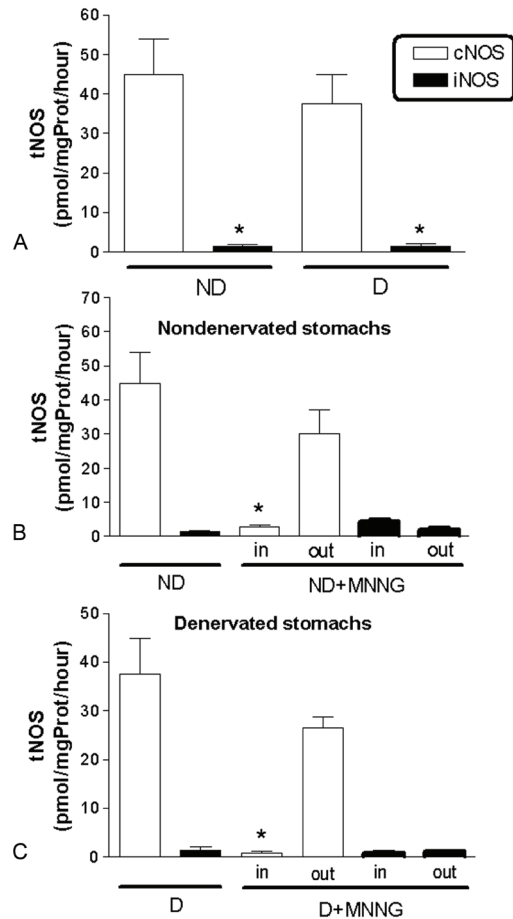 60
50
40
30
20
10
0
tNOS
(pmol/mgProt/hour)
cNOS
iNOS
* *
A
ND D
70
60
50
40
30
20
10
0
tNOS
(pmol/mgProt/hour)
Nondenervated stomachs
*
B
in out in out
ND ND+MNNG
50
40
30
20
10
0
tNOS
(pmol/mgProt/hour)
Denervated stomachs
*
C
in out in out
D D+MNNG